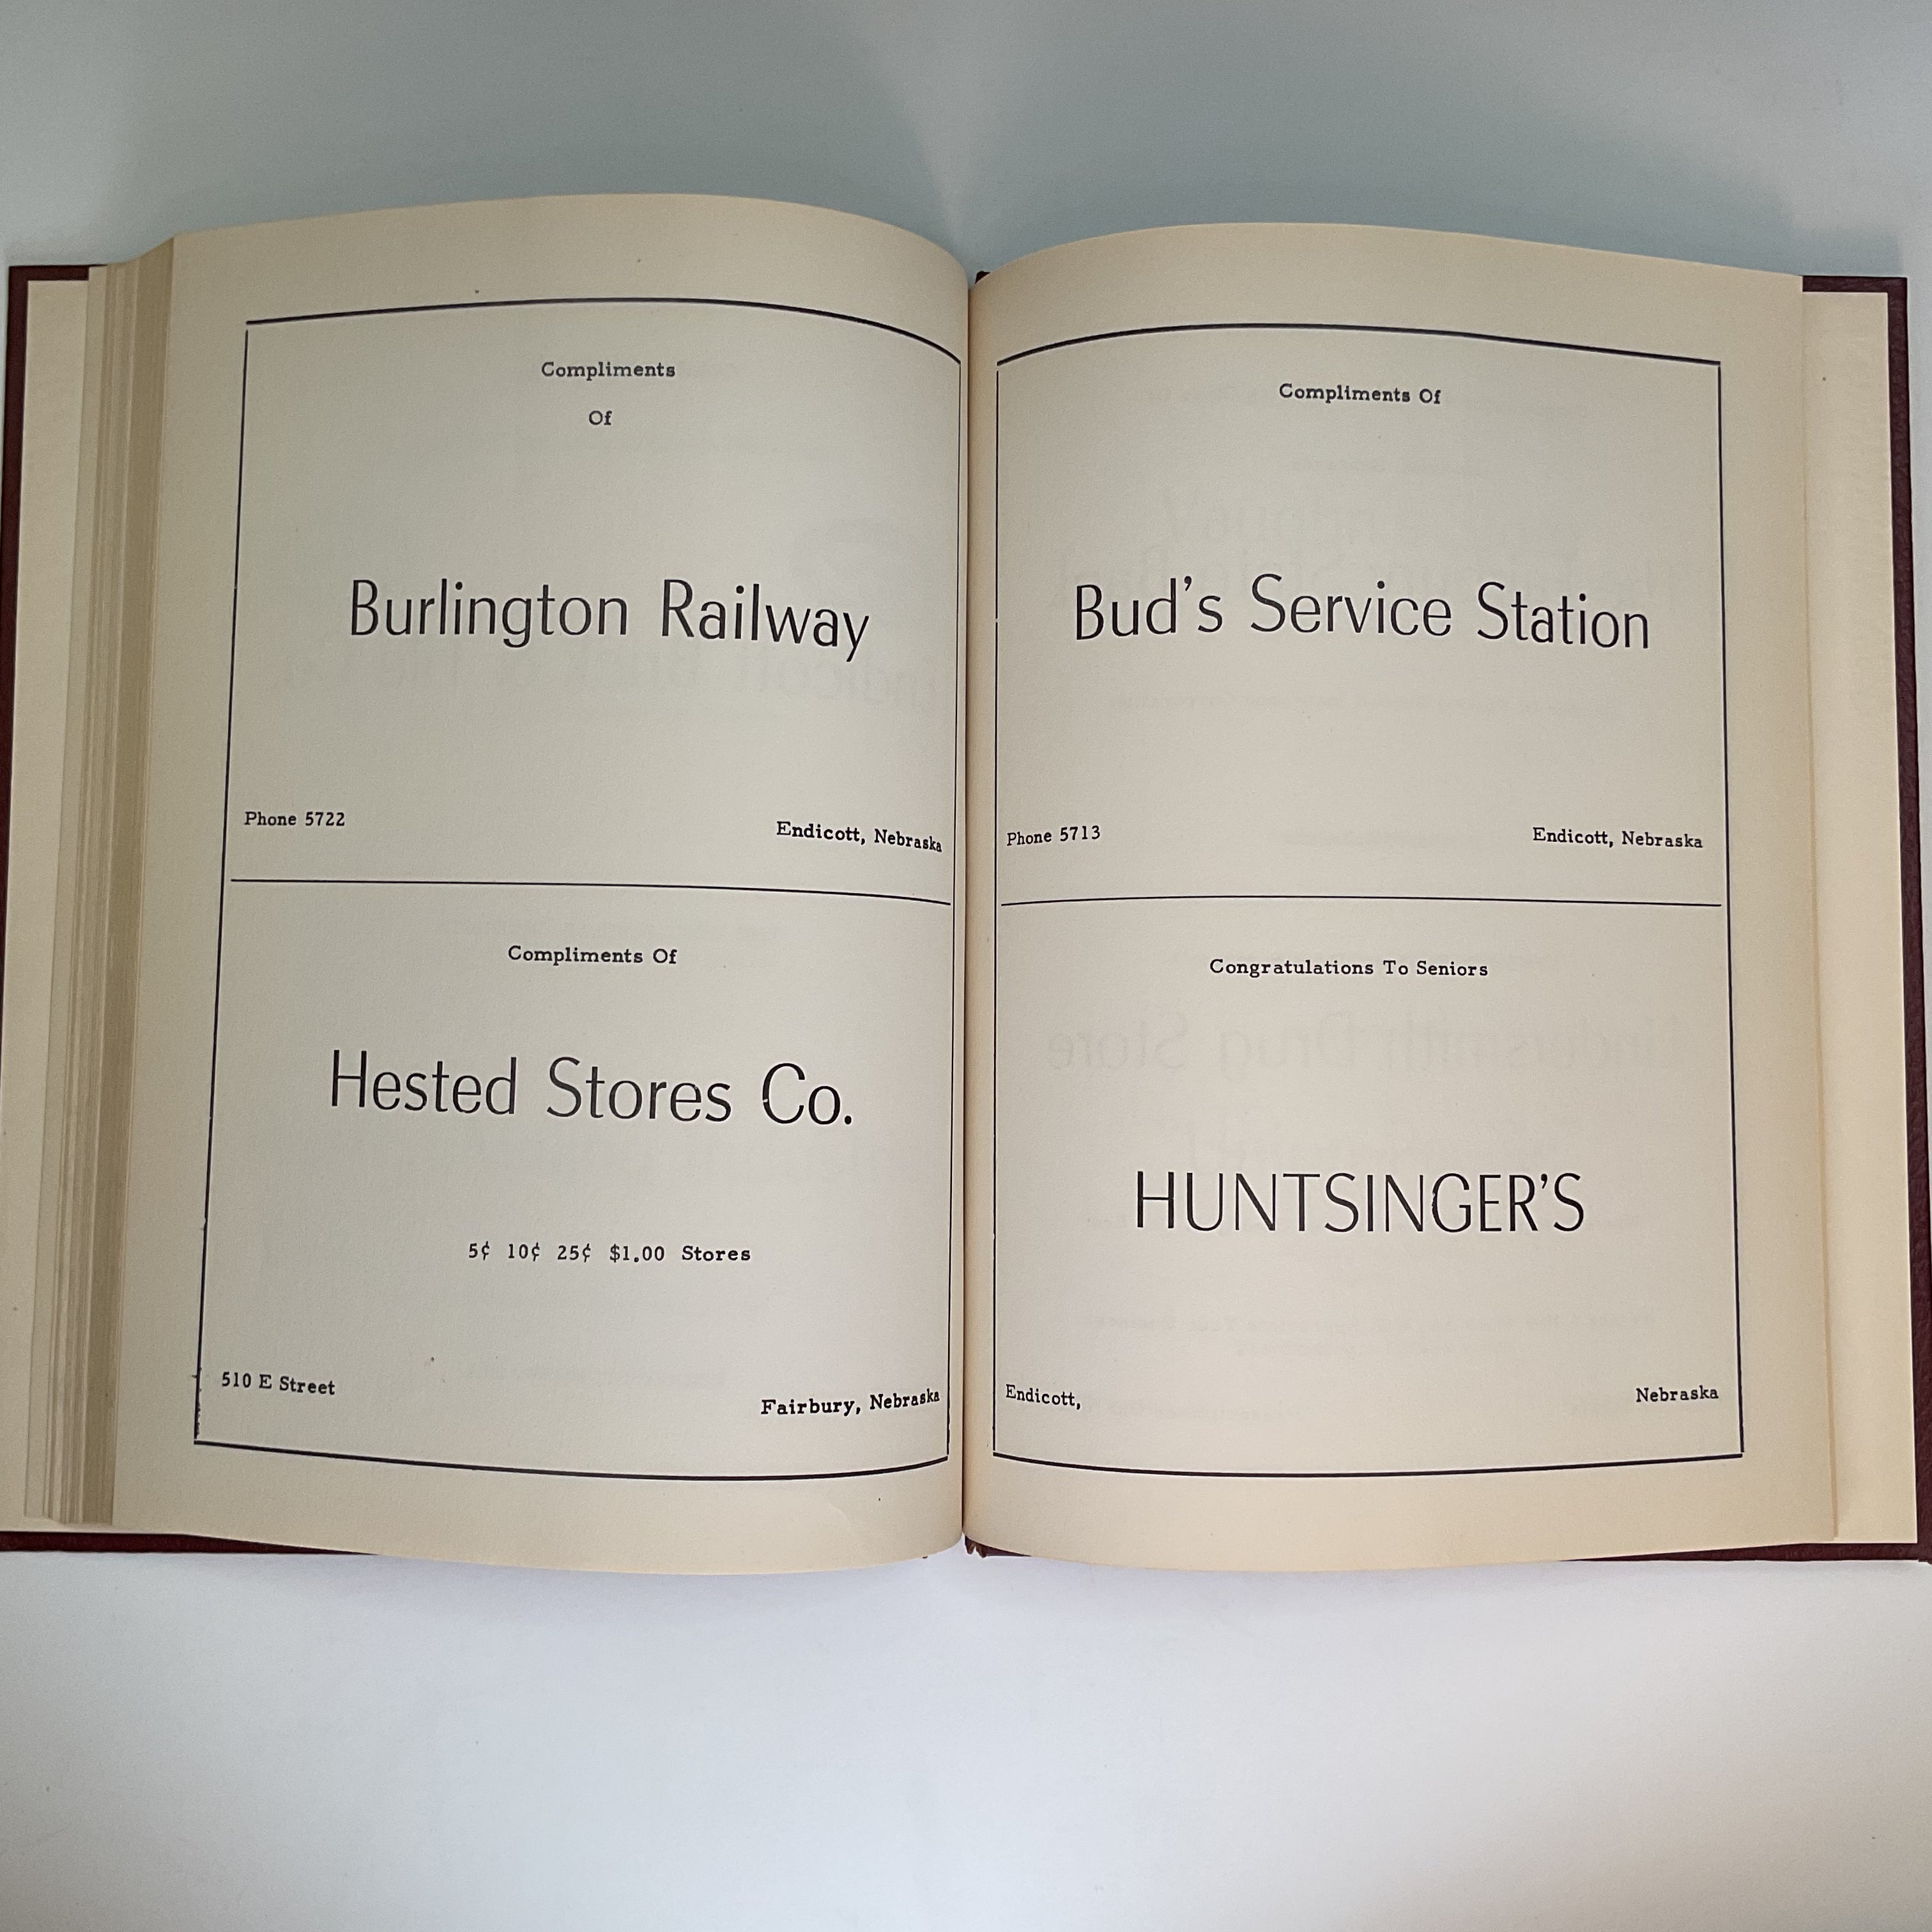 Compliments
Of
Burlington Railway
Phone 5722 Endicott, Nebraska
Compliments Of
Hested Stores Co.
5¢ 10¢ 25¢ $1.00 Stores
510 E Street Fairbury, Nebraska
Compliments Of
Bud's Service Station
Phone 5713 Endicott, Nebraska
Congratulations To Seniors
HUNTSINGER'S
Endicott, Nebraska